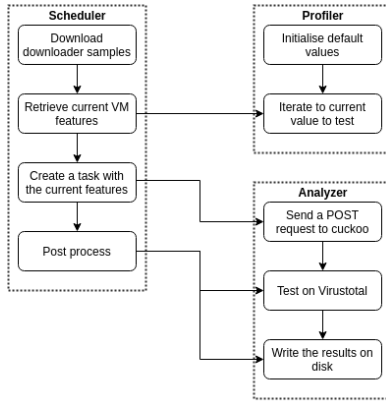 Scheduler
Download
downloader samples
Retrieve current VM
features
Create a task with
the current features
Post process
Profiler
Initialise default
values
Iterate to current
value to test
Analyzer
Send a POST
request to cuckoo
Test on Virustotal
Write the results on
disk